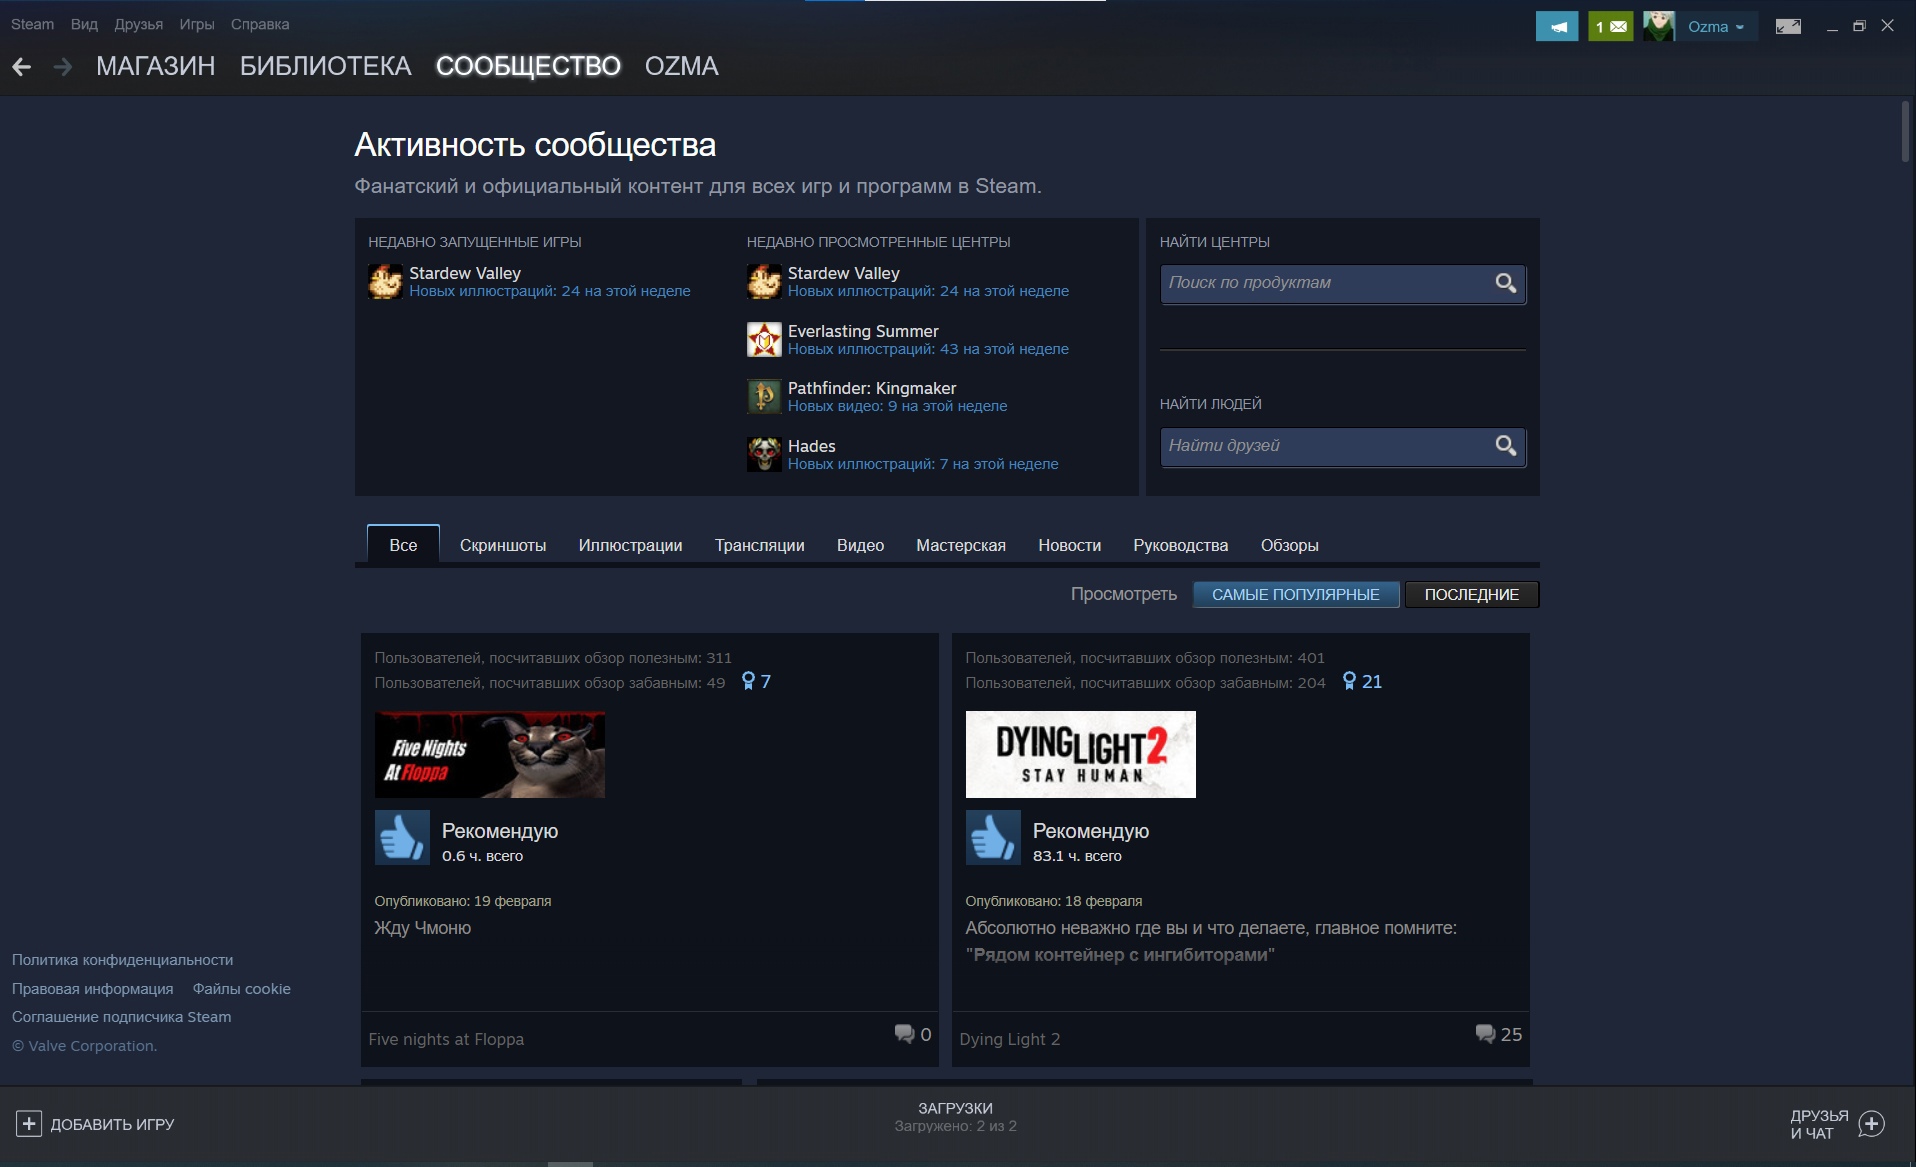 Steam Вид Друзья Игры Справка
1 Ozma
МАГАЗИН БИБЛИОТЕКА СООБЩЕСТВО OZMA
Активность сообщества
Фанатский и официальный контент для всех игр и программ в Steam.
НЕДАВНО ЗАПУЩЕННЫЕ ИГРЫ
Stardew Valley
Новых иллюстраций: 24 на этой неделе
НЕДАВНО ПРОСМОТРЕННЫЕ ЦЕНТРЫ
Stardew Valley
Новых иллюстраций: 24 на этой неделе
Everlasting Summer
Новых иллюстраций: 43 на этой неделе
Pathfinder: Kingmaker
Новых видео: 9 на этой неделе
Hades
Новых иллюстраций: 7 на этой неделе
НАЙТИ ЦЕНТРЫ
Поиск по продуктам
НАЙТИ ЛЮДЕЙ
Найти друзей
Все Скриншоты Иллюстрации Трансляции Видео Мастерская Новости Руководства Обзоры
Просмотреть САМЫЕ ПОПУЛЯРНЫЕ ПОСЛЕДНИЕ
Пользователей, посчитавших обзор полезным: 311
Пользователей, посчитавших обзор забавным: 49 7
Five Nights
At Floppa
Рекомендую
0.6 ч. всего
Опубликовано: 19 февраля
Жду Чмоню
Five nights at Floppa 0
Пользователей, посчитавших обзор полезным: 401
Пользователей, посчитавших обзор забавным: 204 21
DYING LIGHT 2
STAY HUMAN
Рекомендую
83.1 ч. всего
Опубликовано: 18 февраля
Абсолютно неважно где вы и что делаете, главное помните:
"Рядом контейнер с ингибиторами"
Dying Light 2 25
Политика конфиденциальности
Правовая информация Файлы cookie
Соглашение подписчика Steam
© Valve Corporation.
ДОБАВИТЬ ИГРУ
ЗАГРУЗКИ
Загружено: 2 из 2
ДРУЗЬЯ
И ЧАТ